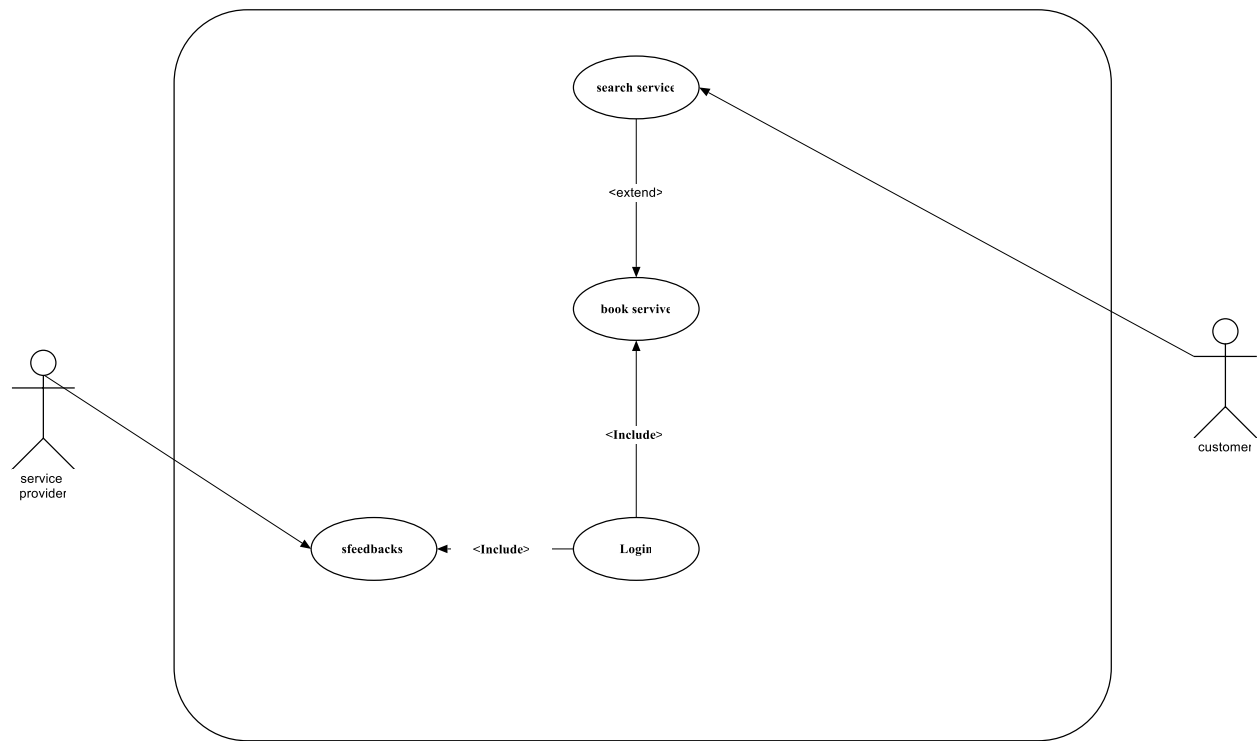 search service
<extend>
book servive
<Include>
customer
service
provider
sfeedbacks
<Include>
Login